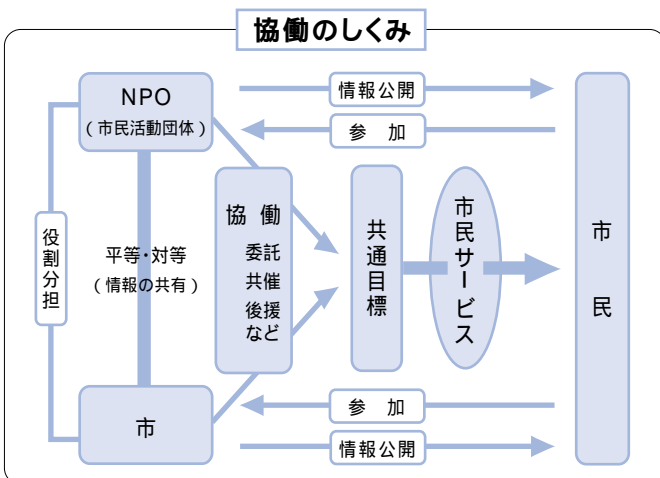 協働のしくみ
NPO
(市民活動団体)
情報公開
参 加
役割分担
平等・対等
(情報の共有)
協 働
委託
共催
後援
など
共通目標
市民サービス
市民
市
参 加
情報公開